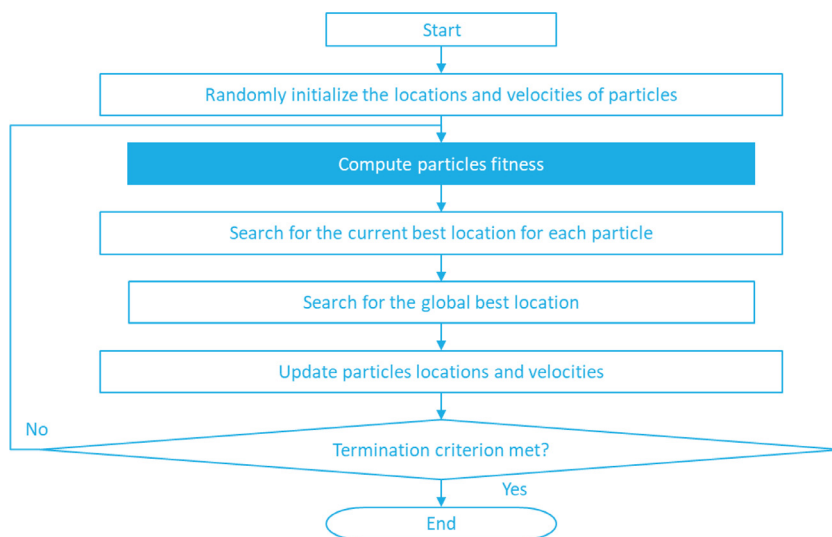 Start
Randomly initialize the locations and velocities of particles
Compute particles fitness
Search for the current best location for each particle
Search for the global best location
Update particles locations and velocities
No
Termination criterion met?
Yes
End